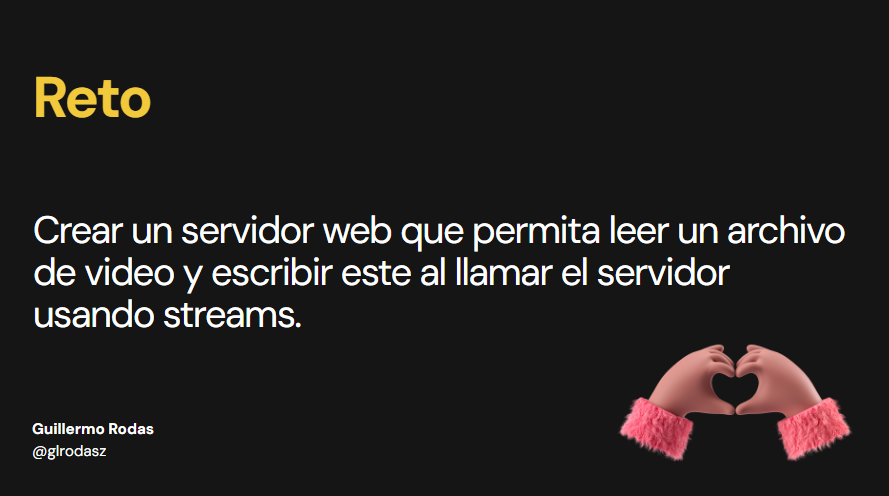 Reto
Crear un servidor web que permita leer un archivo
de video y escribir este al llamar el servidor
usando streams.
Guillermo Rodas
@glrodasz